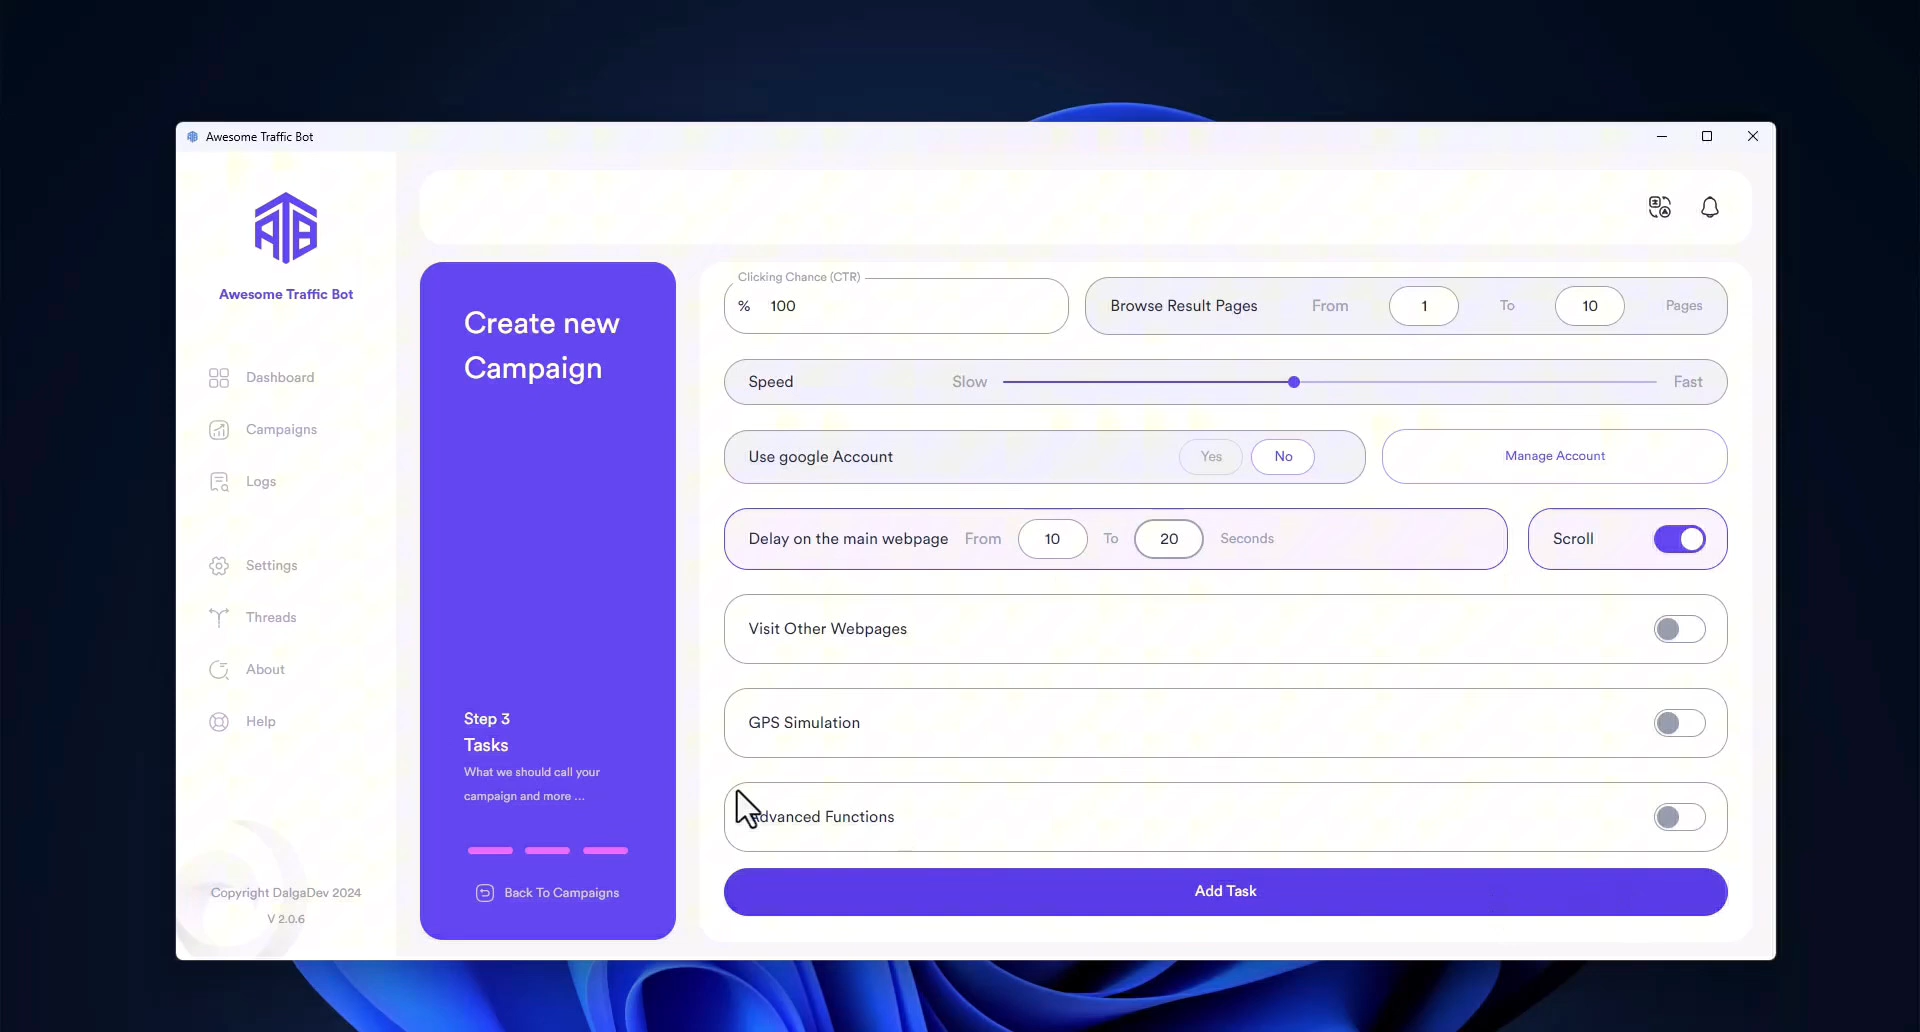 Awesome Traffic Bot
Awesome Traffic Bot
Dashboard
Campaigns
Logs
Settings
Threads
About
Help
Copyright DalgaDev 2024
V 2.0.6
Create new
Campaign
Step 3
Tasks
What we should call your
campaign and more ...
Back To Campaigns
Clicking Chance (CTR)
% 100
Browse Result Pages From 1 To 10 Pages
Speed Slow Fast
Use google Account Yes No
Manage Account
Delay on the main webpage From 10 To 20 Seconds
Scroll
Visit Other Webpages
GPS Simulation
Advanced Functions
Add Task